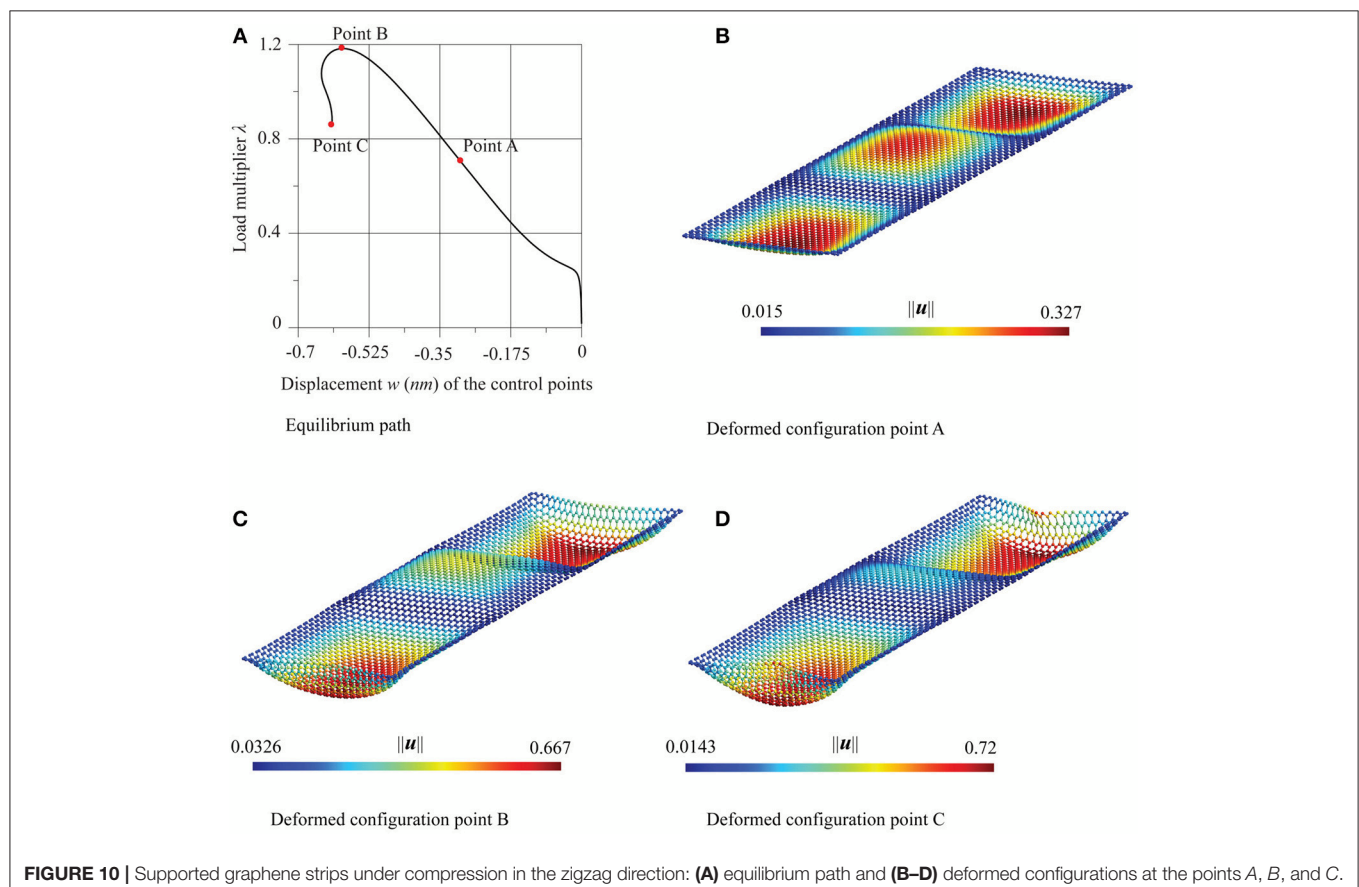 A
Point B
1.2
0.8
0.4
0
Load multiplier λ
Point C
Point A
-0.7 -0.525 -0.35 -0.175 0
Displacement w (nm) of the control points
Equilibrium path
B
0.015 ||u|| 0.327
Deformed configuration point A
C
0.0326 ||u|| 0.667
Deformed configuration point B
D
0.0143 ||u|| 0.72
Deformed configuration point C
FIGURE 10 | Supported graphene strips under compression in the zigzag direction: (A) equilibrium path and (B–D) deformed configurations at the points A, B, and C.